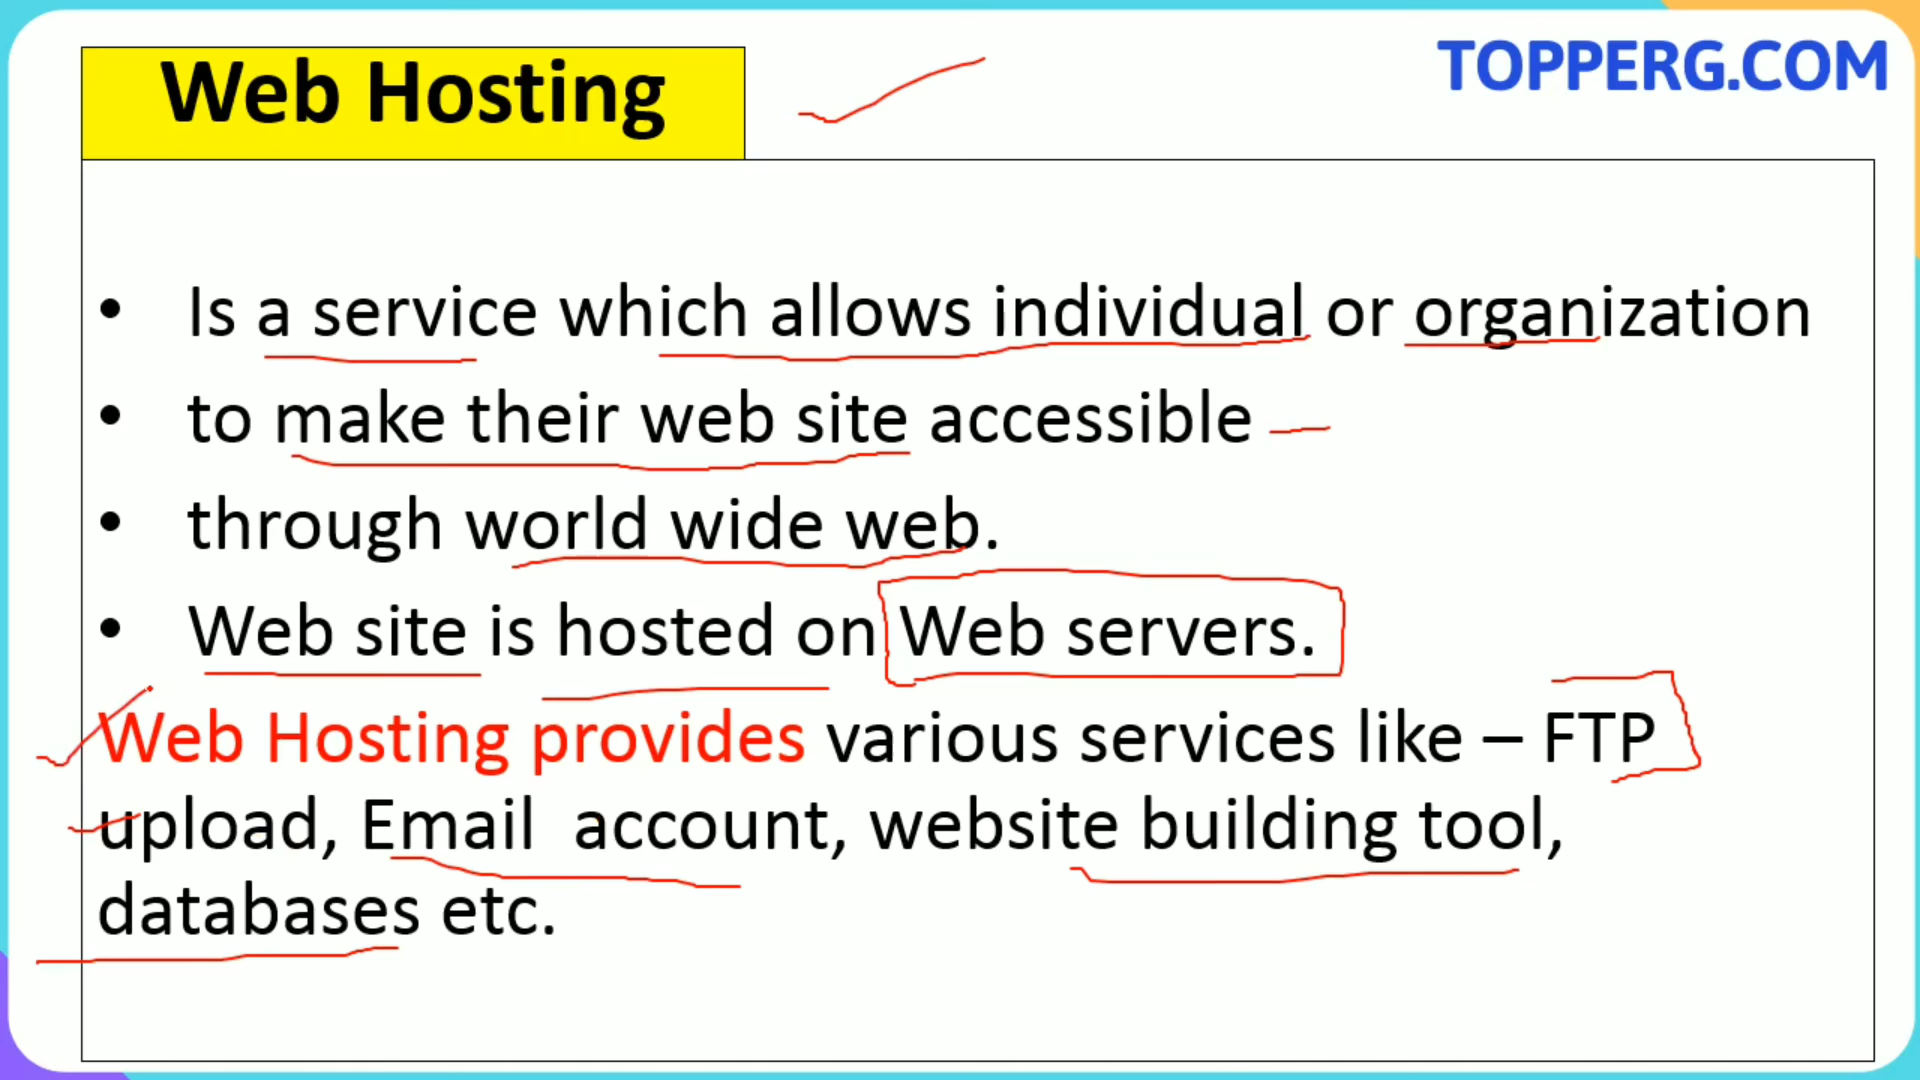 Web Hosting
TOPPERG.COM
• Is a service which allows individual or organization
• to make their web site accessible
• through world wide web.
• Web site is hosted on Web servers.
Web Hosting provides various services like – FTP
upload, Email account, website building tool,
databases etc.